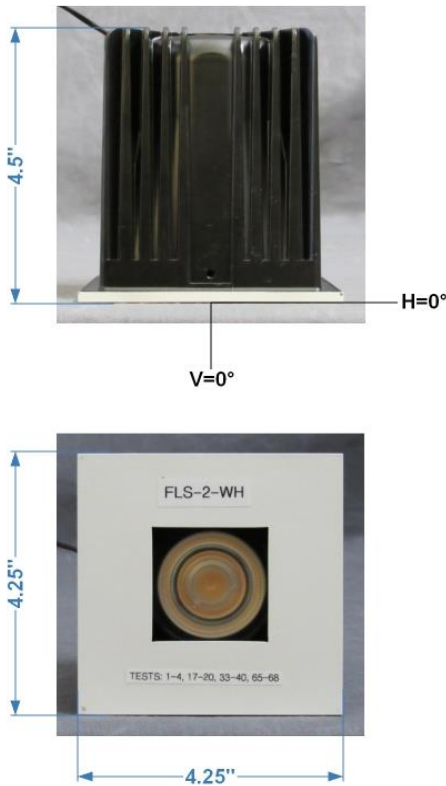 4.5"
H=0°
V=0°
FLS-2-WH
4.25"
TESTS: 1-4, 17-20, 33-40, 65-68
4.25"